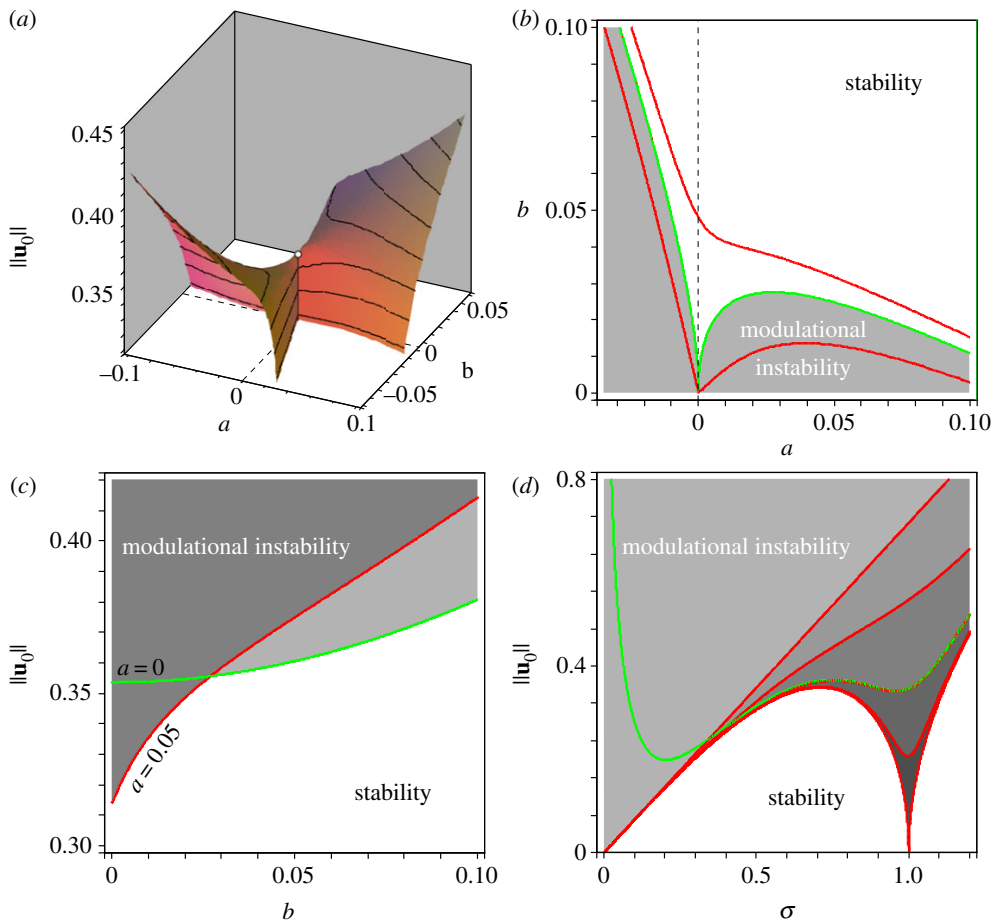 (a)
0.45
0.40
0.35
||u₀||
–0.1
0
0.1
a
0.05
0
–0.05
b
(b)
0.10
0.05
0
b
stability
modulational
instability
0
0.05
0.10
a
(c)
0.40
0.35
0.30
||u₀||
modulational instability
a = 0
a = 0.05
stability
0
0.05
0.10
b
(d)
0.8
0.4
0
||u₀||
modulational instability
stability
0
0.5
1.0
σ